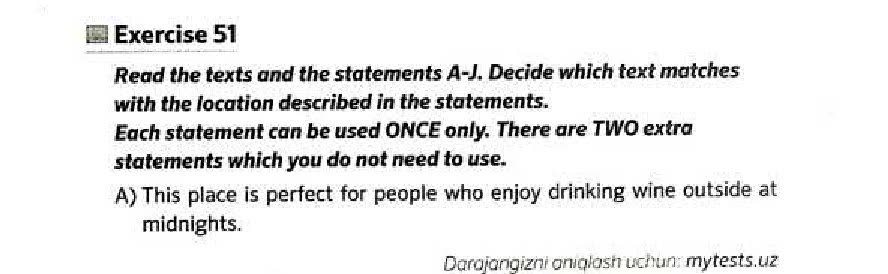 Exercise 51
Read the texts and the statements A-J. Decide which text matches
with the location described in the statements.
Each statement can be used ONCE only. There are TWO extra
statements which you do not need to use.
A) This place is perfect for people who enjoy drinking wine outside at
midnights.
Darajangizni aniqlash uchun: mytests.uz